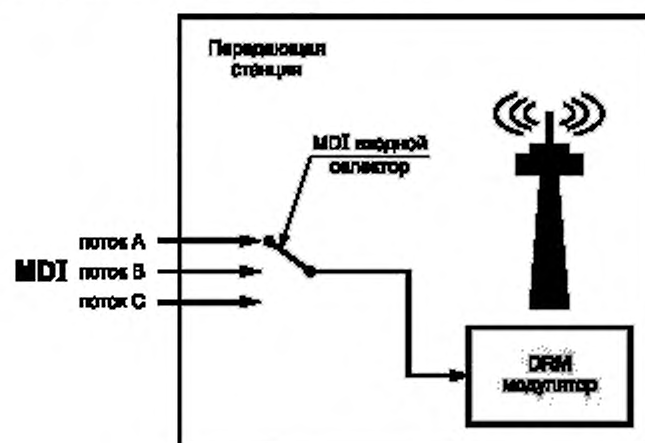 Передающая
станция
MDI входной
селектор
поток A
MDI поток B
поток C
DRM
модулятор